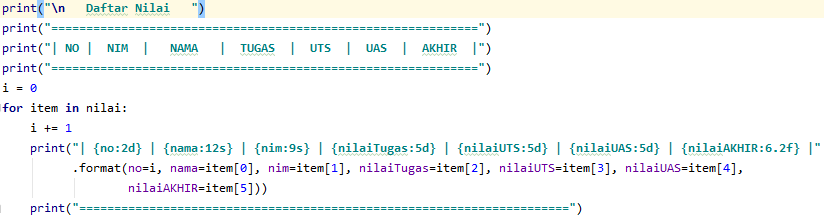 print("\n   Daftar Nilai   ")
print("=============================================================")
print("| NO |  NIM  |   NAMA   |  TUGAS  |  UTS  |  UAS  |  AKHIR  |")
print("=============================================================")
i = 0
for item in nilai:
    i += 1
    print("| {no:2d} | {nama:12s} | {nim:9s} | {nilaiTugas:5d} | {nilaiUTS:5d} | {nilaiUAS:5d} | {nilaiAKHIR:6.2f} |"
          .format(no=i, nama=item[0], nim=item[1], nilaiTugas=item[2], nilaiUTS=item[3], nilaiUAS=item[4],
                  nilaiAKHIR=item[5]))
    print("======================================================================")